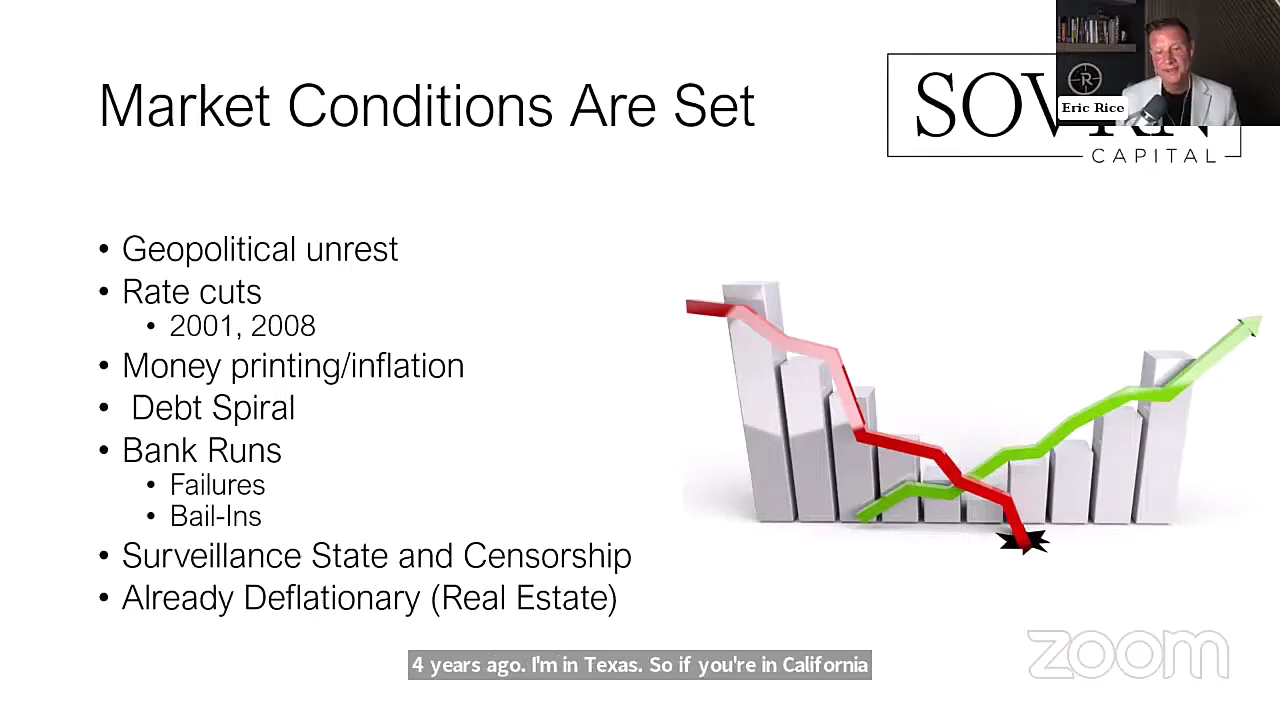 Market Conditions Are Set
SOV
CAPITAL
R
Eric Rice
• Geopolitical unrest
• Rate cuts
• 2001, 2008
• Money printing/inflation
• Debt Spiral
• Bank Runs
• Failures
• Bail-Ins
• Surveillance State and Censorship
• Already Deflationary (Real Estate)
4 years ago. I'm in Texas. So if you're in California
zoom